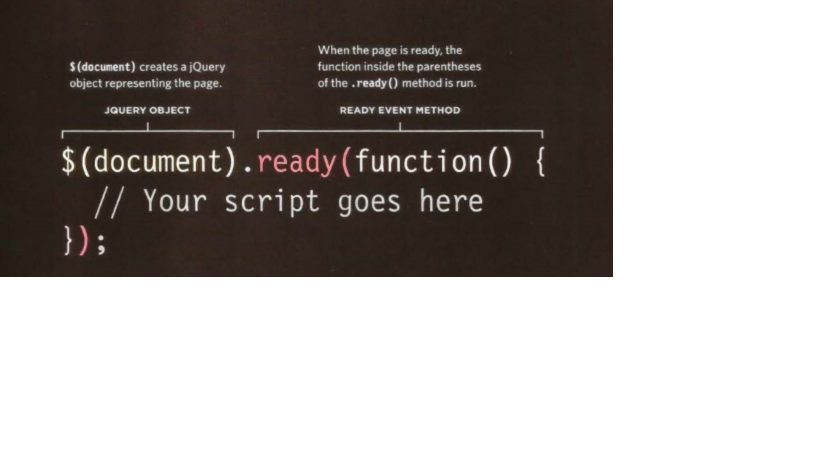 $(document) creates a jQuery
object representing the page.
When the page is ready, the
function inside the parentheses
of the .ready() method is run.
JQUERY OBJECT
READY EVENT METHOD
$(document).ready(function() {
  // Your script goes here
});